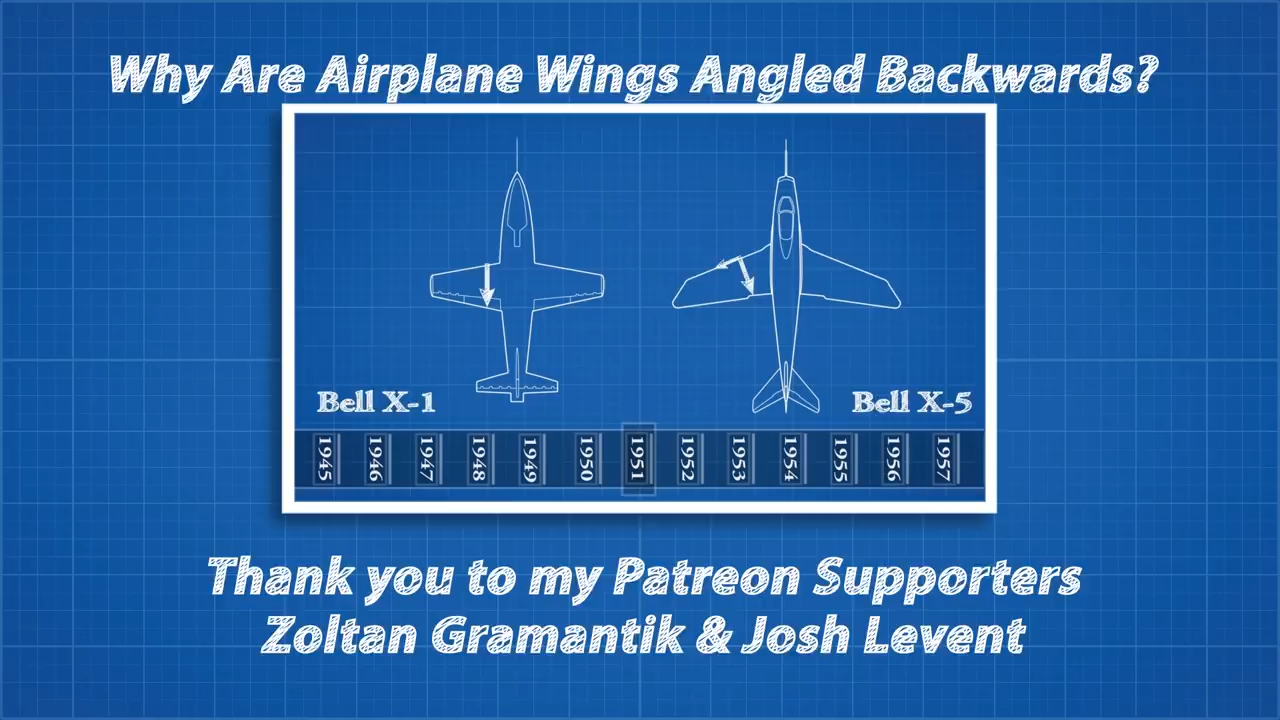 Why Are Airplane Wings Angled Backwards?
Bell X-1
Bell X-5
1945 1946 1947 1948 1949 1950 1951 1952 1953 1954 1955 1956 1957
Thank you to my Patreon Supporters
Zoltan Gramantik & Josh Levent